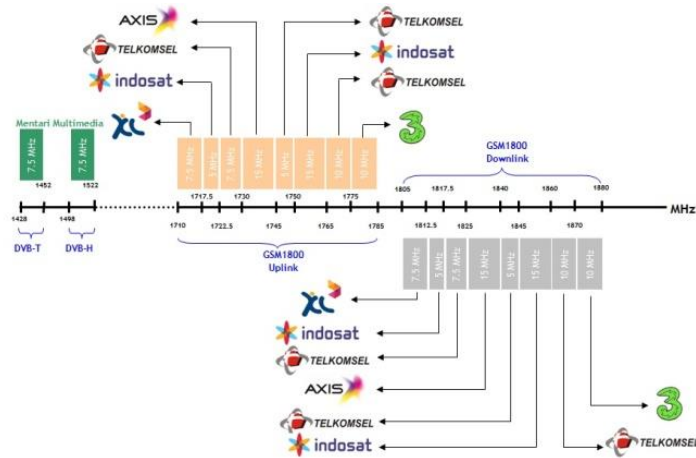 AXIS
TELKOMSEL
indosat
TELKOMSEL
indosat
TELKOMSEL
Mentari Multimedia
XL
3
7.5 MHz
7.5 MHz
7.5 MHz
5 MHz
7.5 MHz
15 MHz
5 MHz
15 MHz
10 MHz
10 MHz
GSM1800
Downlink
1452
1522
1717.5
1730
1750
1775
1805
1817.5
1840
1860
1880
MHz
1428
1498
1710
1722.5
1745
1765
1785
1812.5
1825
1845
1870
DVB-T
DVB-H
GSM1800
Uplink
7.5 MHz
5 MHz
7.5 MHz
15 MHz
5 MHz
15 MHz
10 MHz
10 MHz
XL
indosat
TELKOMSEL
AXIS
3
TELKOMSEL
indosat
TELKOMSEL